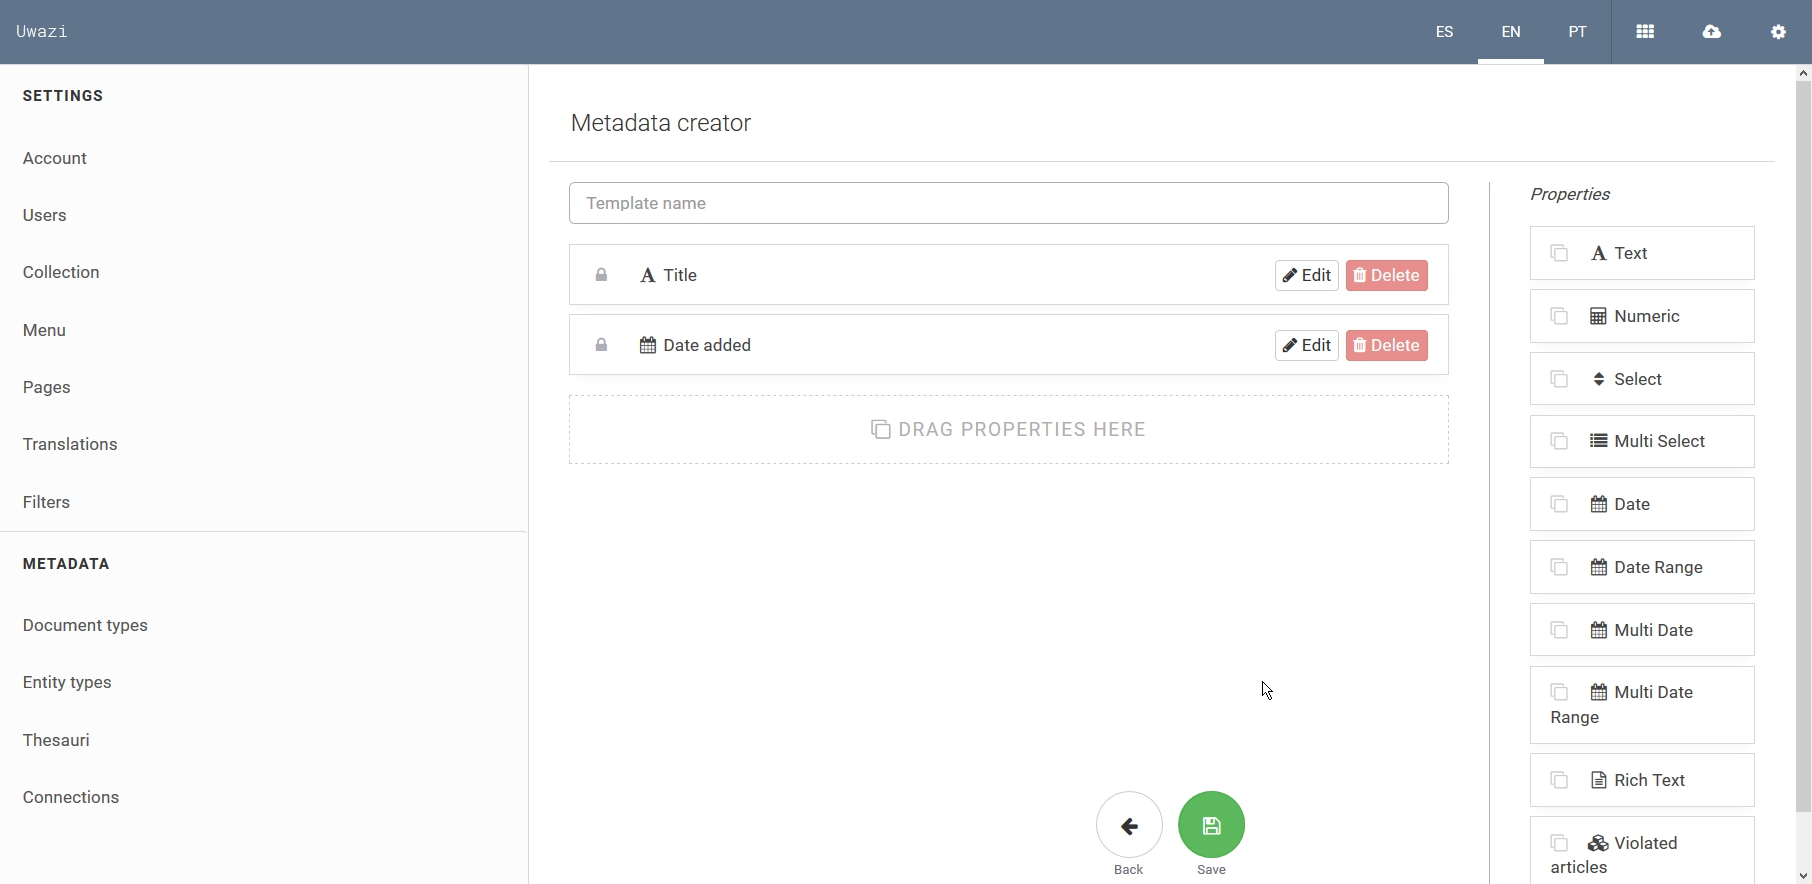 Uwazi
ES EN PT
SETTINGS
Account
Users
Collection
Menu
Pages
Translations
Filters
METADATA
Document types
Entity types
Thesauri
Connections
Metadata creator
Template name
Title Edit Delete
Date added Edit Delete
DRAG PROPERTIES HERE
Back Save
Properties
Text
Numeric
Select
Multi Select
Date
Date Range
Multi Date
Multi Date
Range
Rich Text
Violated
articles